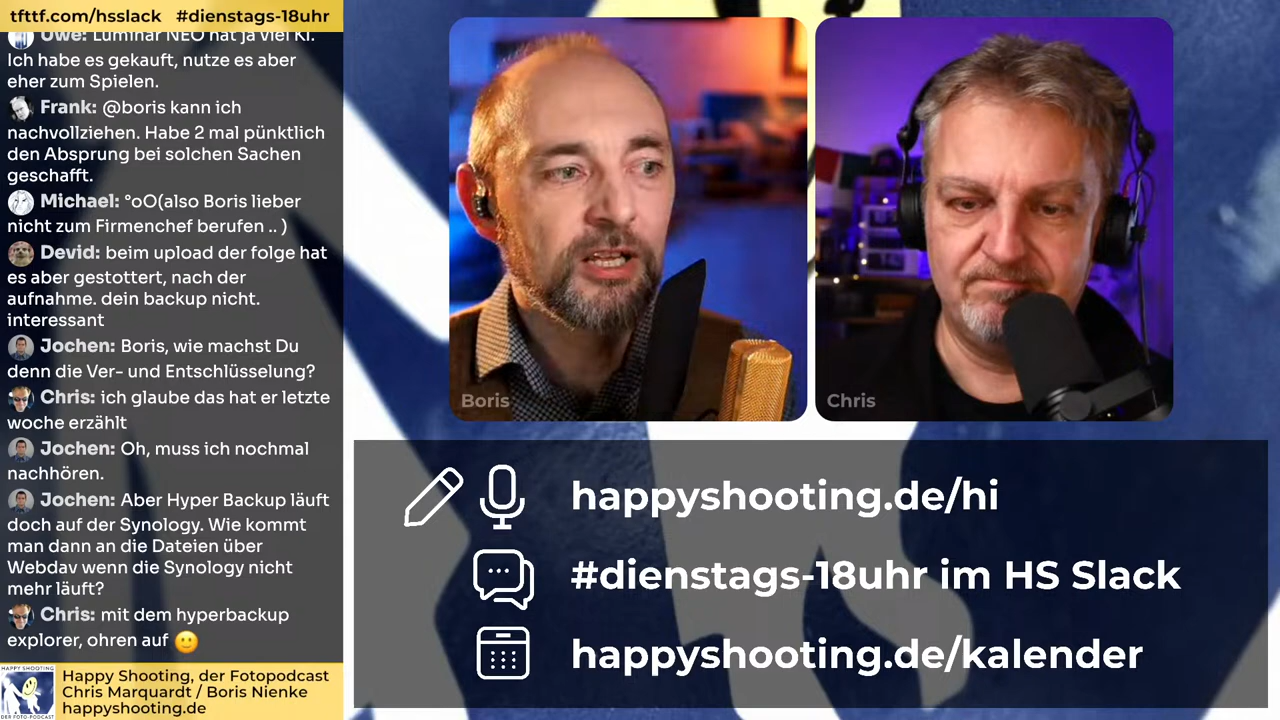 tfttf.com/hsslack #dienstags-18uhr
Uwe: Luminar NEO hat ja viel KI.
Ich habe es gekauft, nutze es aber
eher zum Spielen.
Frank: @boris kann ich
nachvollziehen. Habe 2 mal pünktlich
den Absprung bei solchen Sachen
geschafft.
Michael: °oO(also Boris lieber
nicht zum Firmenchef berufen .. )
Devid: beim upload der folge hat
es aber gestottert, nach der
aufnahme. dein backup nicht.
interessant
Jochen: Boris, wie machst Du
denn die Ver- und Entschlüsselung?
Chris: ich glaube das hat er letzte
woche erzählt
Jochen: Oh, muss ich nochmal
nachhören.
Jochen: Aber Hyper Backup läuft
doch auf der Synology. Wie kommt
man dann an die Dateien über
Webdav wenn die Synology nicht
mehr läuft?
Chris: mit dem hyperbackup
explorer, ohren auf 🙂
HAPPY SHOOTING
DER FOTO-PODCAST
Happy Shooting, der Fotopodcast
Chris Marquardt / Boris Nienke
happyshooting.de
Boris
Chris
happyshooting.de/hi
#dienstags-18uhr im HS Slack
happyshooting.de/kalender